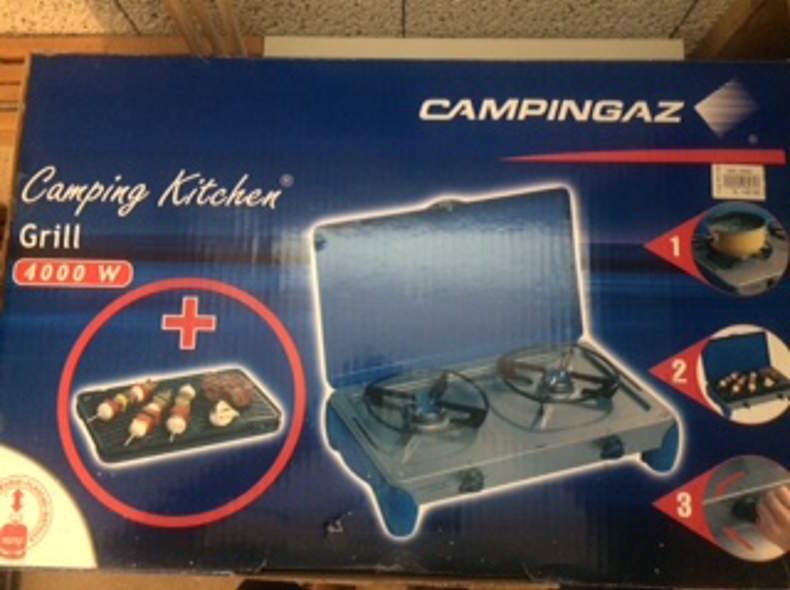 CAMPINGAZ
Camping Kitchen®
Grill
4000 W
+
1
2
3